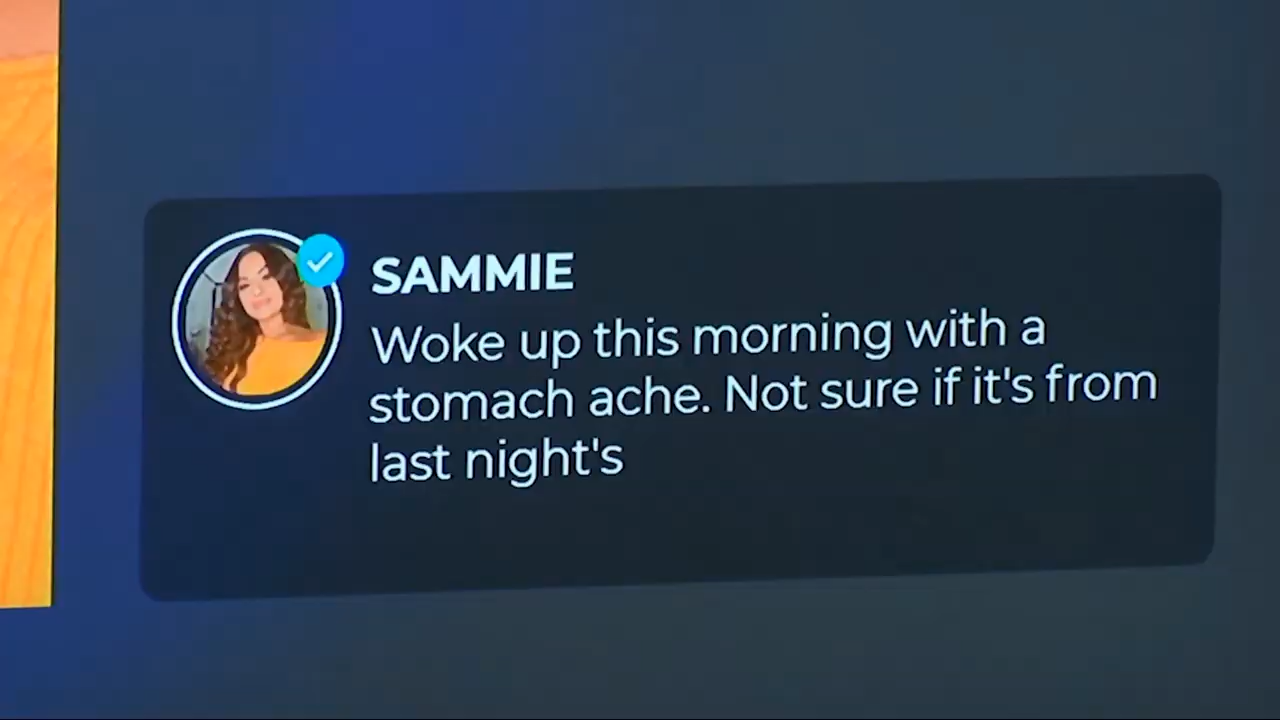 SAMMIE
Woke up this morning with a
stomach ache. Not sure if it's from
last night's